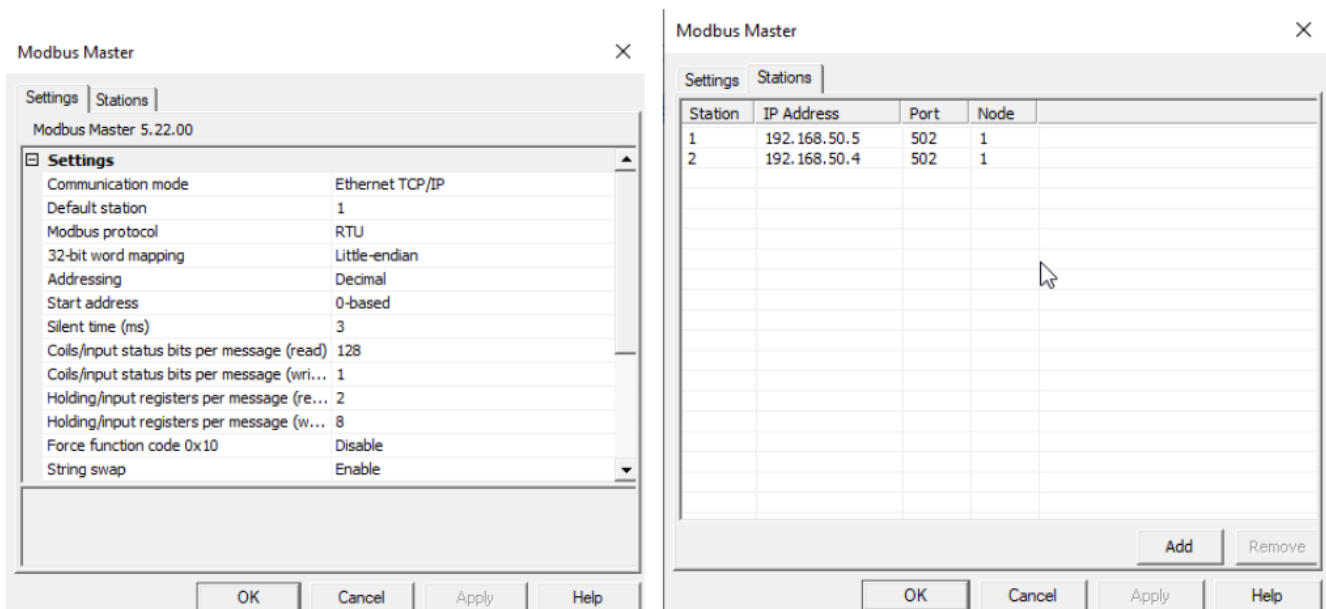 Modbus Master
Settings Stations
Modbus Master 5.22.00
Settings
Communication mode Ethernet TCP/IP
Default station 1
Modbus protocol RTU
32-bit word mapping Little-endian
Addressing Decimal
Start address 0-based
Silent time (ms) 3
Coils/input status bits per message (read) 128
Coils/input status bits per message (wri... 1
Holding/input registers per message (re... 2
Holding/input registers per message (w... 8
Force function code 0x10 Disable
String swap Enable
OK Cancel Apply Help
Modbus Master
Settings Stations
Station IP Address Port Node
1 192.168.50.5 502 1
2 192.168.50.4 502 1
Add Remove
OK Cancel Apply Help